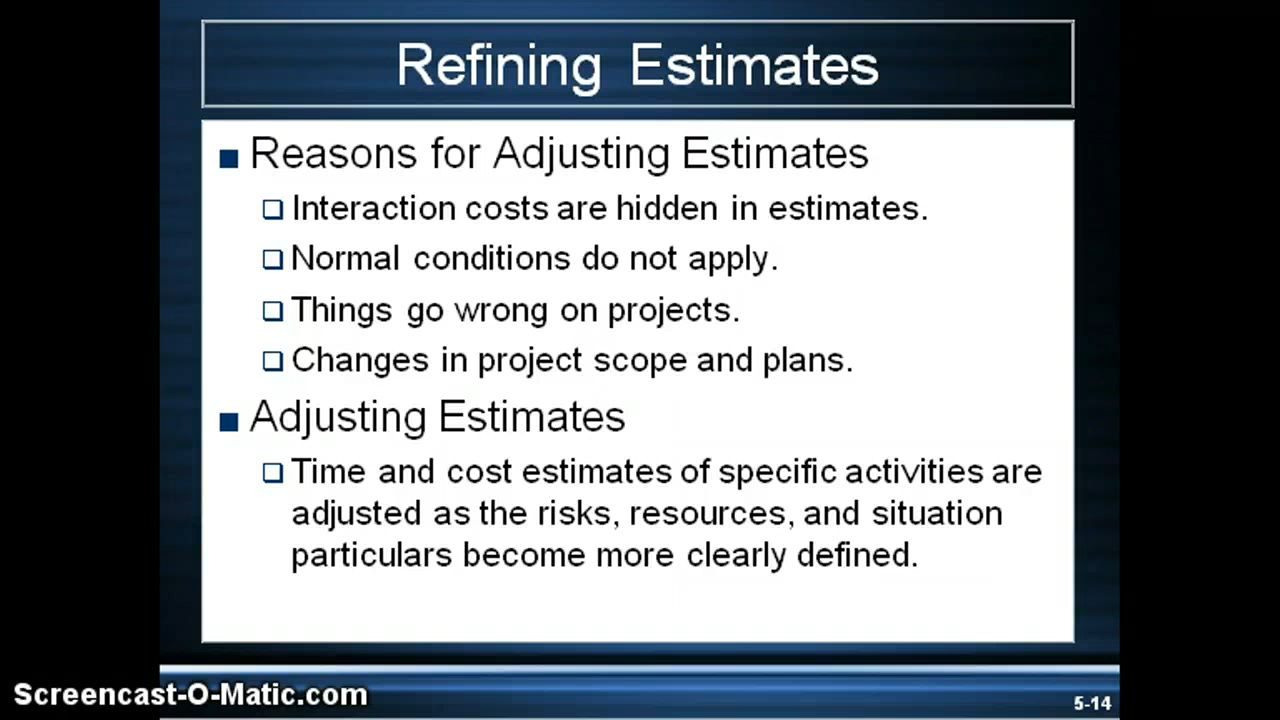 Refining Estimates
Reasons for Adjusting Estimates
Interaction costs are hidden in estimates.
Normal conditions do not apply.
Things go wrong on projects.
Changes in project scope and plans.
Adjusting Estimates
Time and cost estimates of specific activities are
adjusted as the risks, resources, and situation
particulars become more clearly defined.
Screencast-O-Matic.com
5-14